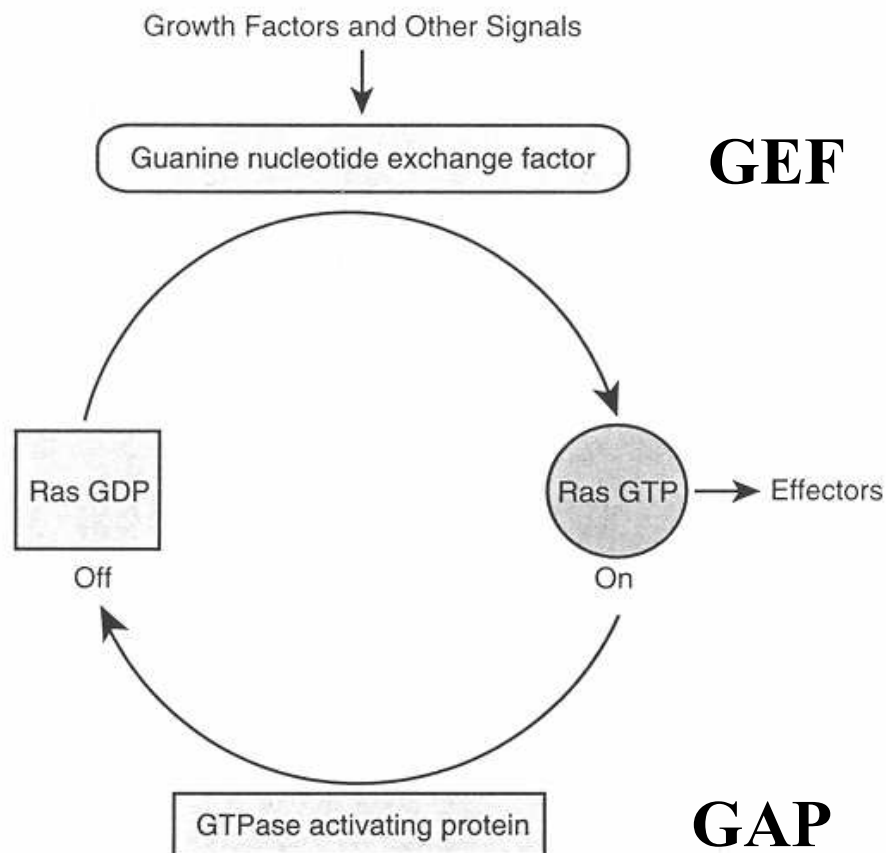 Growth Factors and Other Signals
Guanine nucleotide exchange factor
GEF
Ras GDP
Ras GTP
Effectors
Off
On
GTPase activating protein
GAP